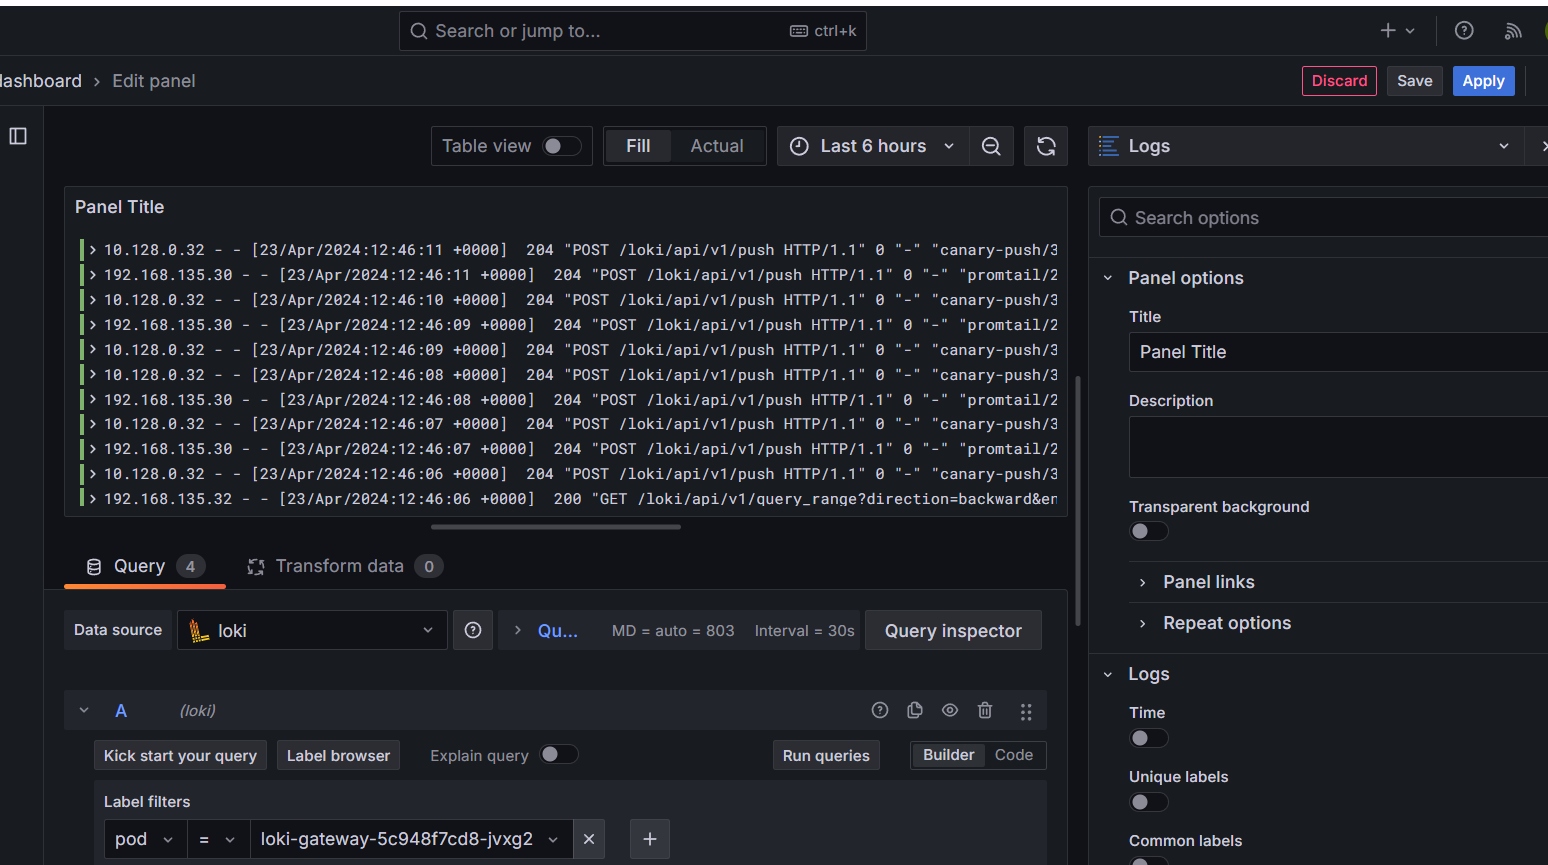 Search or jump to...
ctrl+k
dashboard > Edit panel
Discard
Save
Apply
Table view
Fill
Actual
Last 6 hours
Logs
Panel Title
10.128.0.32 - - [23/Apr/2024:12:46:11 +0000]  204 "POST /loki/api/v1/push HTTP/1.1" 0 "-" "canary-push/3
192.168.135.30 - - [23/Apr/2024:12:46:11 +0000]  204 "POST /loki/api/v1/push HTTP/1.1" 0 "-" "promtail/2
10.128.0.32 - - [23/Apr/2024:12:46:10 +0000]  204 "POST /loki/api/v1/push HTTP/1.1" 0 "-" "canary-push/3
192.168.135.30 - - [23/Apr/2024:12:46:09 +0000]  204 "POST /loki/api/v1/push HTTP/1.1" 0 "-" "promtail/2
10.128.0.32 - - [23/Apr/2024:12:46:09 +0000]  204 "POST /loki/api/v1/push HTTP/1.1" 0 "-" "canary-push/3
10.128.0.32 - - [23/Apr/2024:12:46:08 +0000]  204 "POST /loki/api/v1/push HTTP/1.1" 0 "-" "canary-push/3
192.168.135.30 - - [23/Apr/2024:12:46:08 +0000]  204 "POST /loki/api/v1/push HTTP/1.1" 0 "-" "promtail/2
10.128.0.32 - - [23/Apr/2024:12:46:07 +0000]  204 "POST /loki/api/v1/push HTTP/1.1" 0 "-" "canary-push/3
192.168.135.30 - - [23/Apr/2024:12:46:07 +0000]  204 "POST /loki/api/v1/push HTTP/1.1" 0 "-" "promtail/2
10.128.0.32 - - [23/Apr/2024:12:46:06 +0000]  204 "POST /loki/api/v1/push HTTP/1.1" 0 "-" "canary-push/3
192.168.135.32 - - [23/Apr/2024:12:46:06 +0000]  200 "GET /loki/api/v1/query_range?direction=backward&en
Query 4
Transform data 0
Data source
loki
Qu...
MD = auto = 803
Interval = 30s
Query inspector
A
(loki)
Kick start your query
Label browser
Explain query
Run queries
Builder
Code
Label filters
pod
=
loki-gateway-5c948f7cd8-jvxg2
Search options
Panel options
Title
Panel Title
Description
Transparent background
Panel links
Repeat options
Logs
Time
Unique labels
Common labels